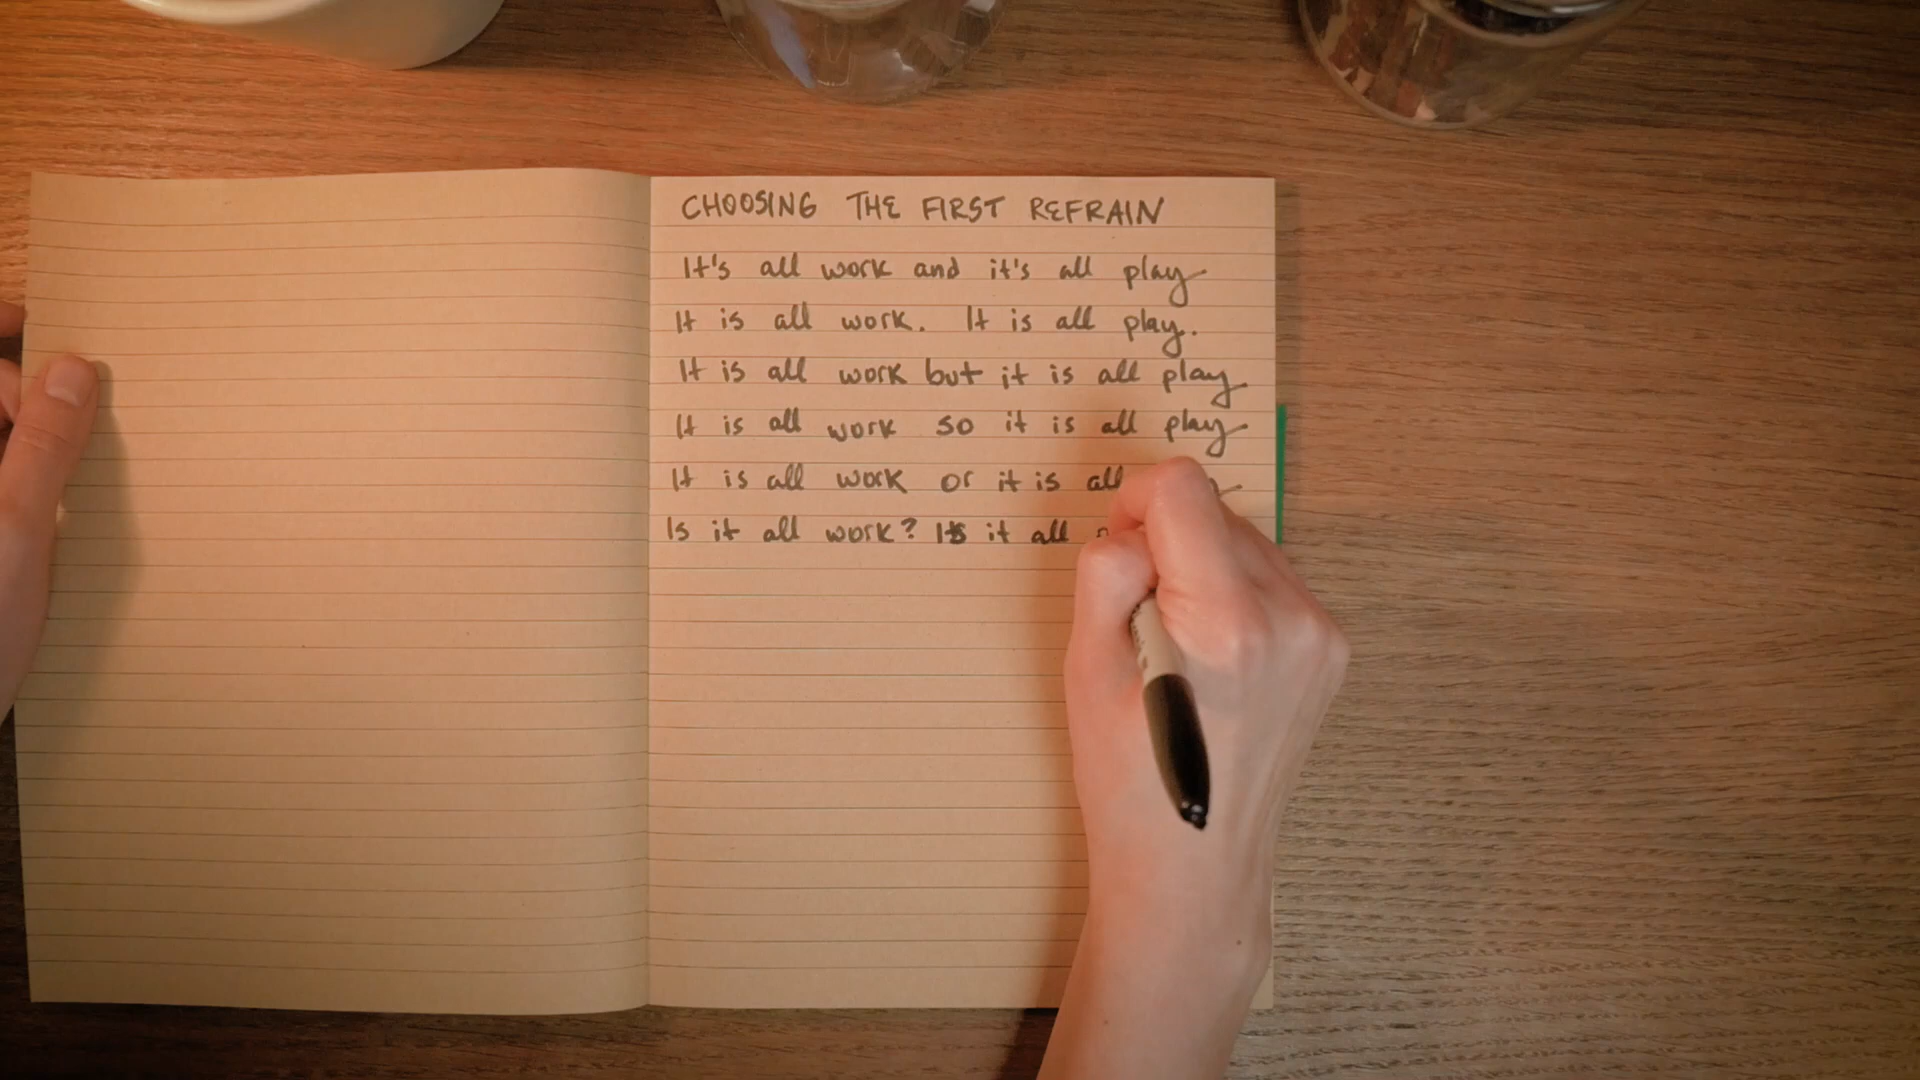 CHOOSING THE FIRST REFRAIN
It's all work and it's all play
It is all work. It is all play.
It is all work but it is all play
It is all work so it is all play
It is all work or it is all
Is it all work? Is it all